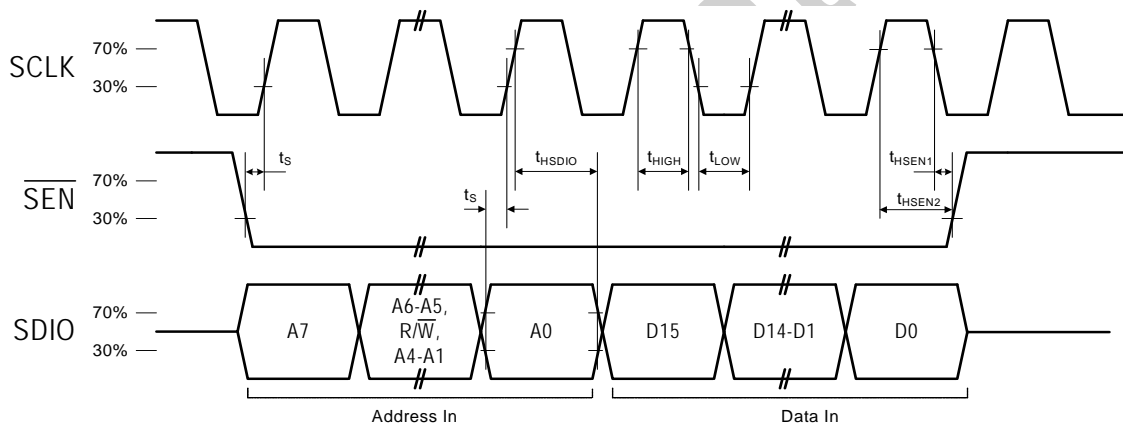 SCLK
70%
30%
tS
tHSDIO
tHIGH
tLOW
tHSEN1
tHSEN2
SEN
70%
30%
tS
SDIO
70%
30%
A7
A6-A5,
R/W,
A4-A1
A0
D15
D14-D1
D0
Address In
Data In